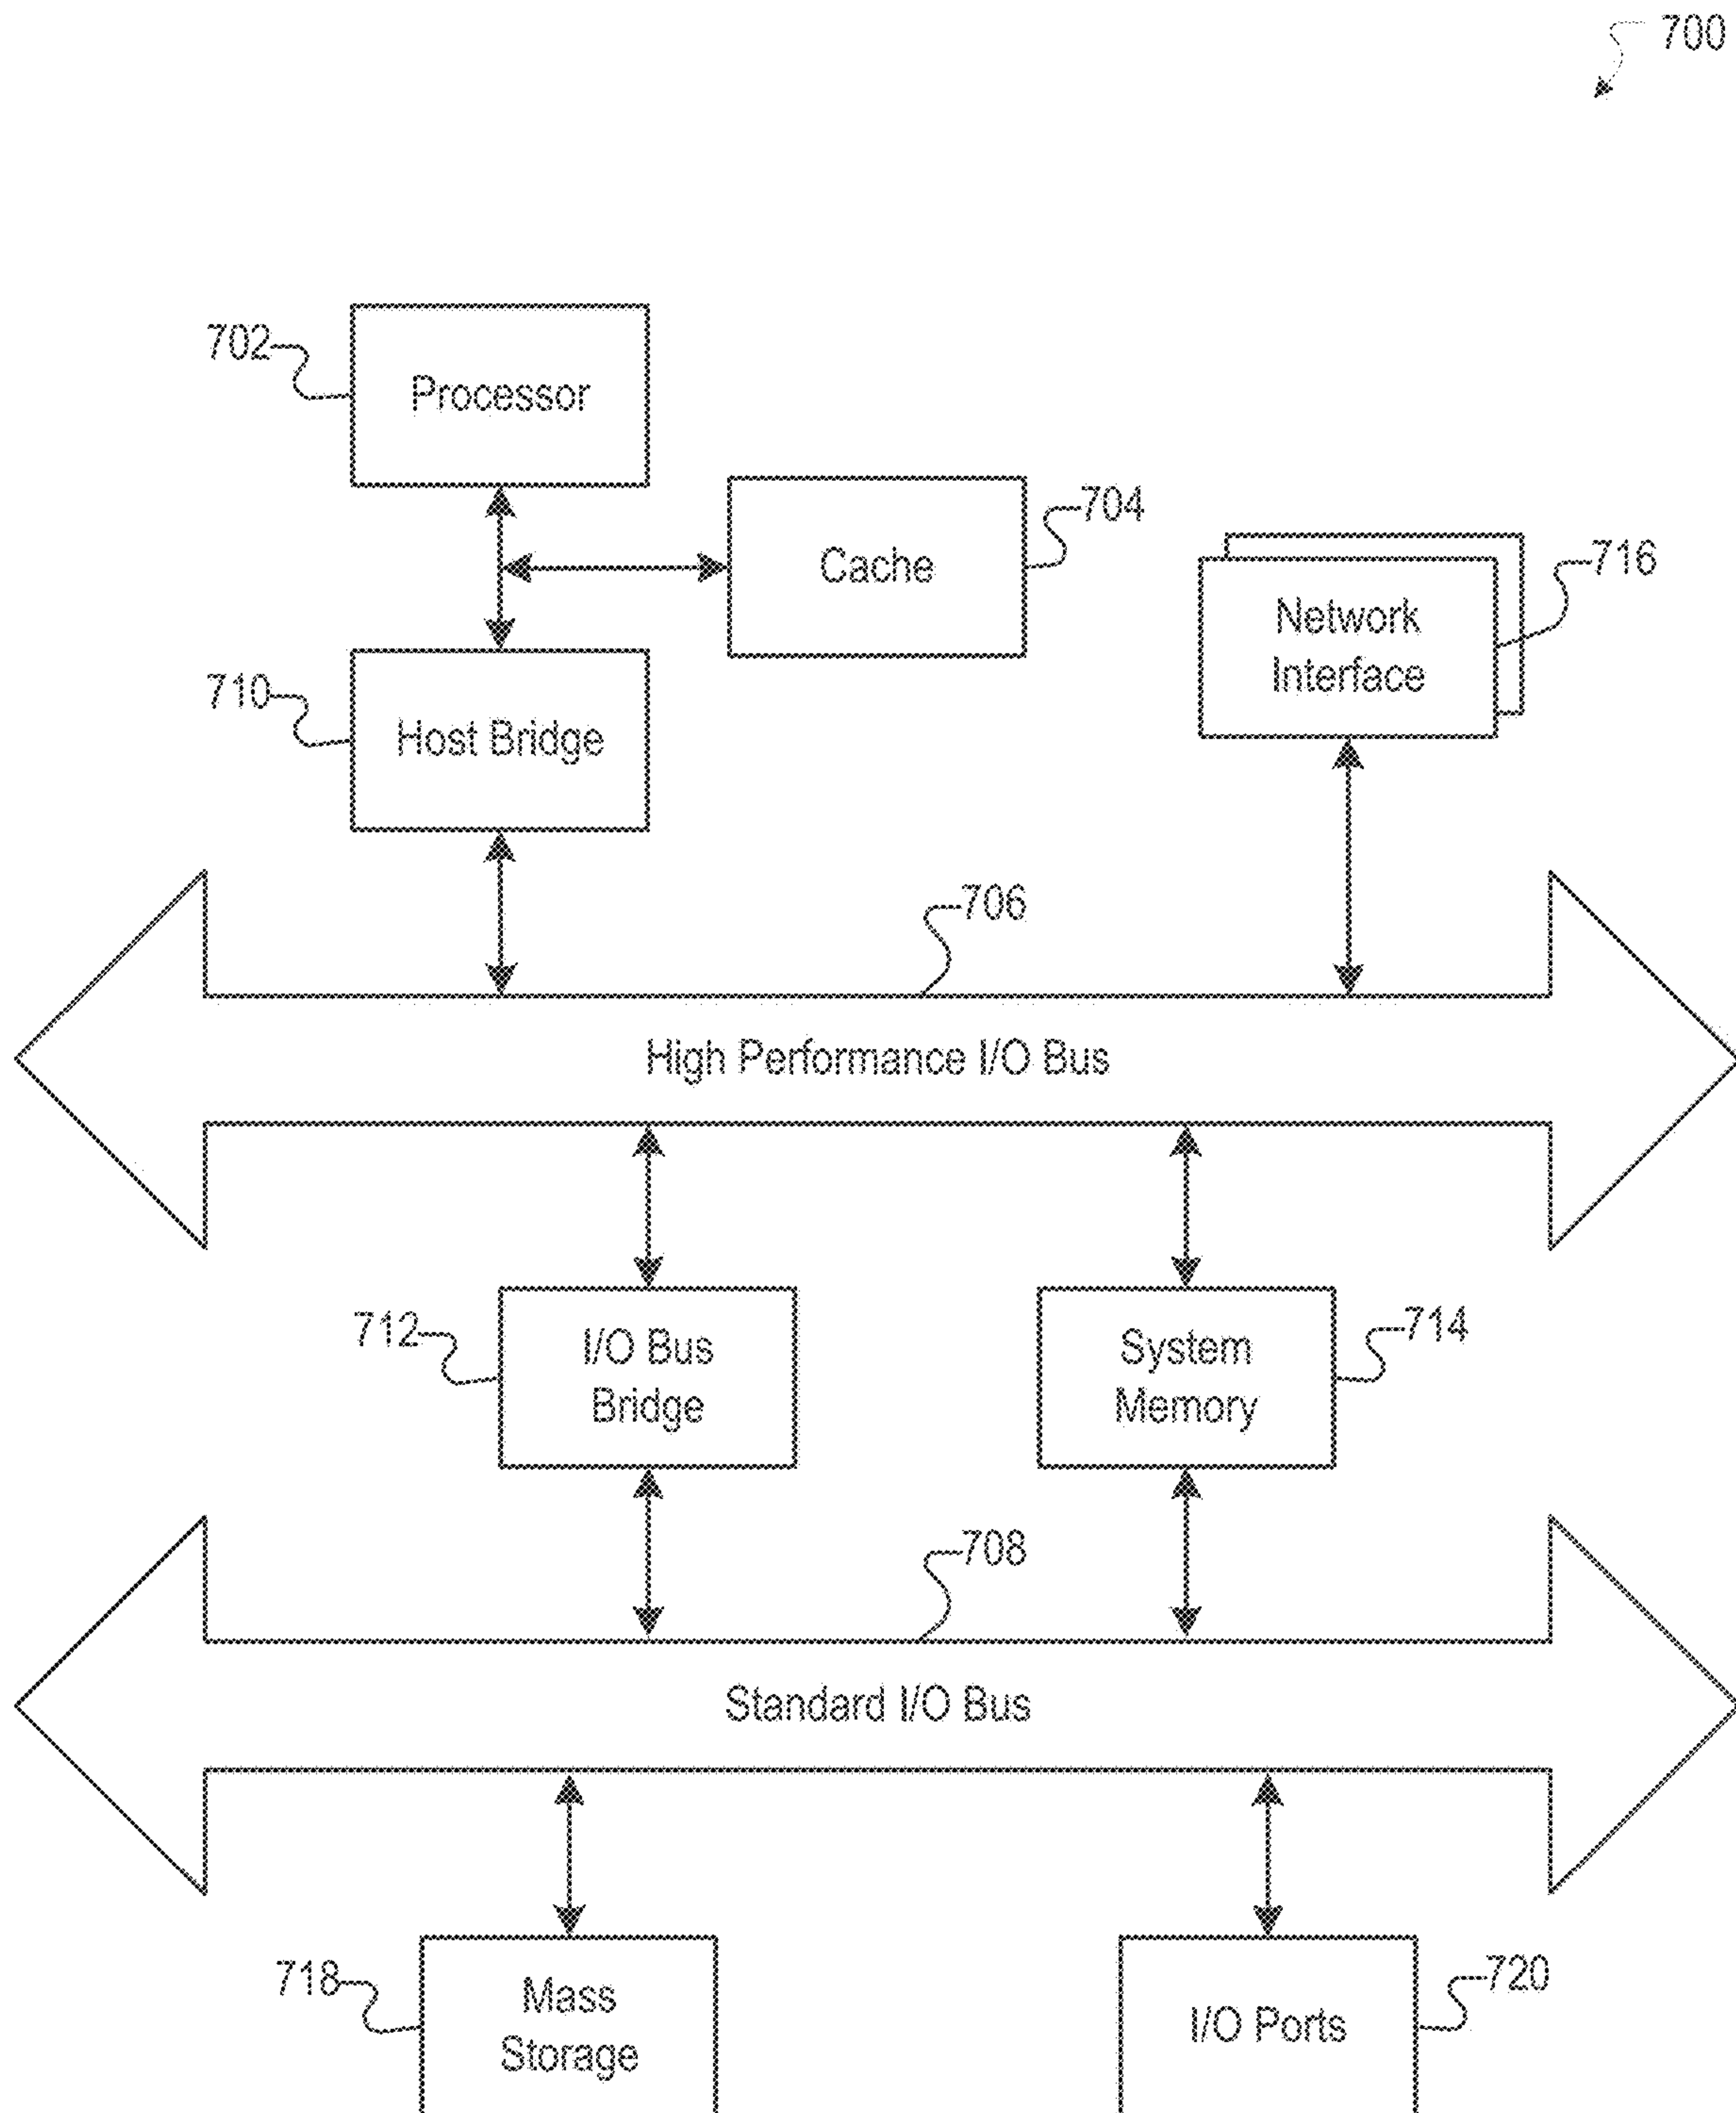 700
702
Processor
704
Cache
716
Network
Interface
710
Host Bridge
706
High Performance I/O Bus
712
I/O Bus
Bridge
714
System
Memory
708
Standard I/O Bus
718
Mass
Storage
720
I/O Ports